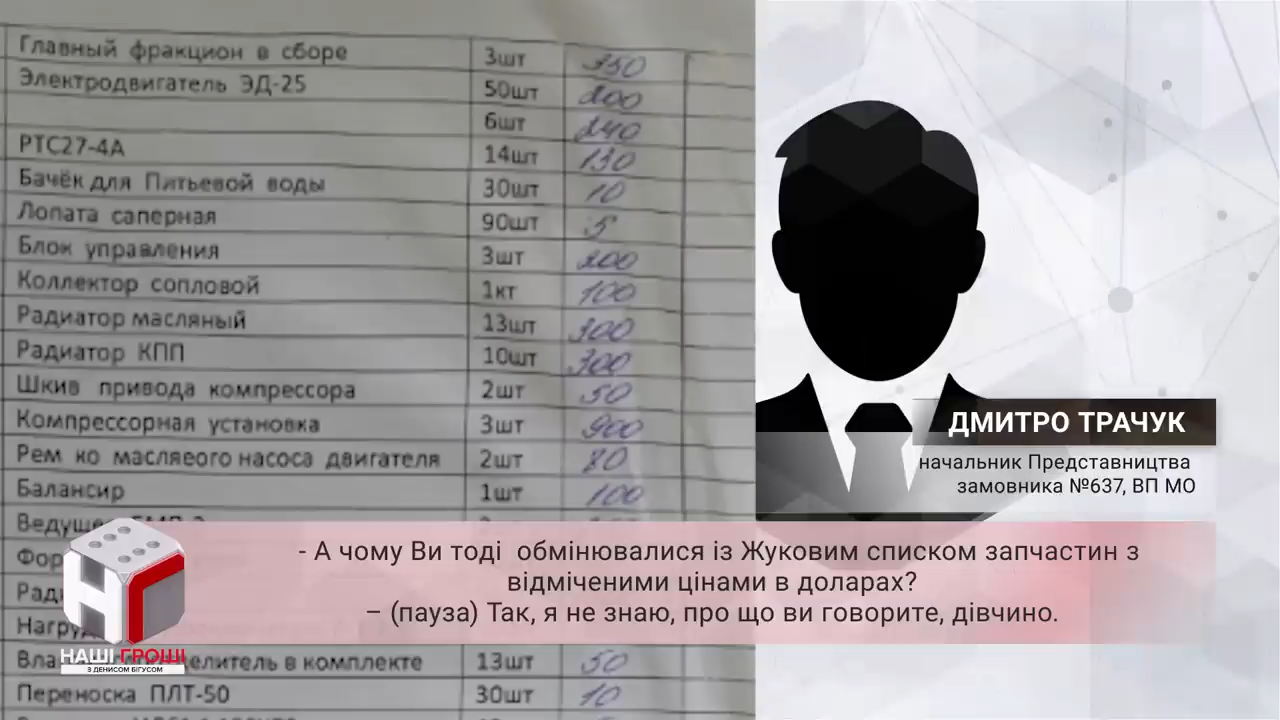 Главный фракцион в сборе 3шт 350
Электродвигатель ЭД-25 50шт 200
6шт 240
РТС27-4А 14шт 130
Бачёк для Питьевой воды 30шт 10
Лопата саперная 90шт 5
Блок управления 3шт 200
Коллектор сопловой 1кт 100
Радиатор масляный 13шт 300
Радиатор КПП 10шт 300
Шкив привода компрессора 2шт 50
Компрессорная установка 3шт 900
Рем ко масляеого насоса двигателя 2шт 80
Балансир 1шт 100
13шт 50
Переноска ПЛТ-50 30шт 10
ДМИТРО ТРАЧУК
начальник Представництва
замовника №637, ВП МО
- А чому Ви тоді обмінювалися із Жуковим списком запчастин з
відміченими цінами в доларах?
– (пауза) Так, я не знаю, про що ви говорите, дівчино.
НГ
НАШІ ГРОШІ
З ДЕНИСОМ БІГУСОМ